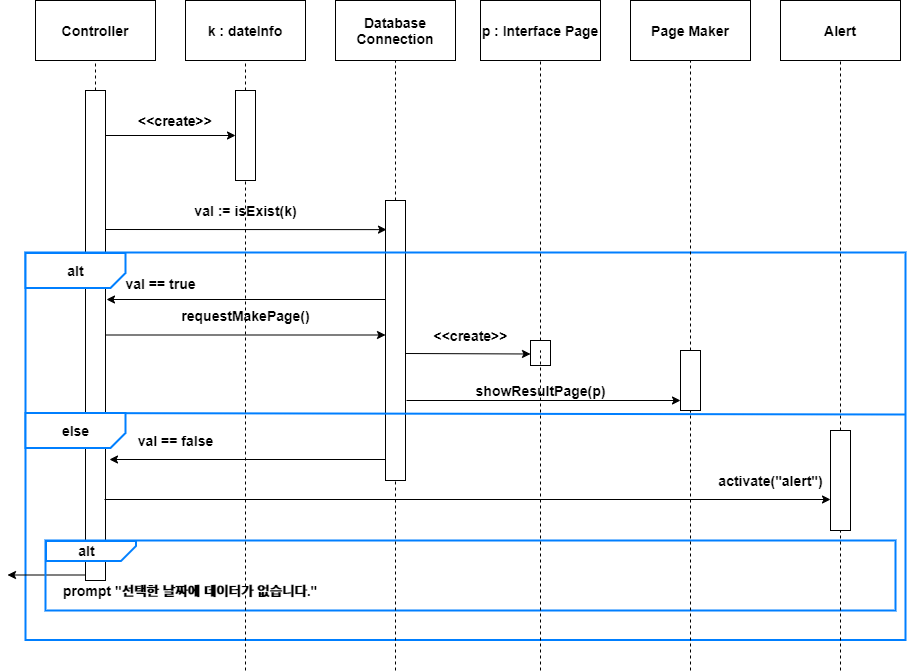 Controller
k : dateInfo
Database
Connection
p : Interface Page
Page Maker
Alert
<<create>>
val := isExist(k)
alt
val == true
requestMakePage()
<<create>>
showResultPage(p)
else
val == false
activate("alert")
alt
prompt "선택한 날짜에 데이터가 없습니다."